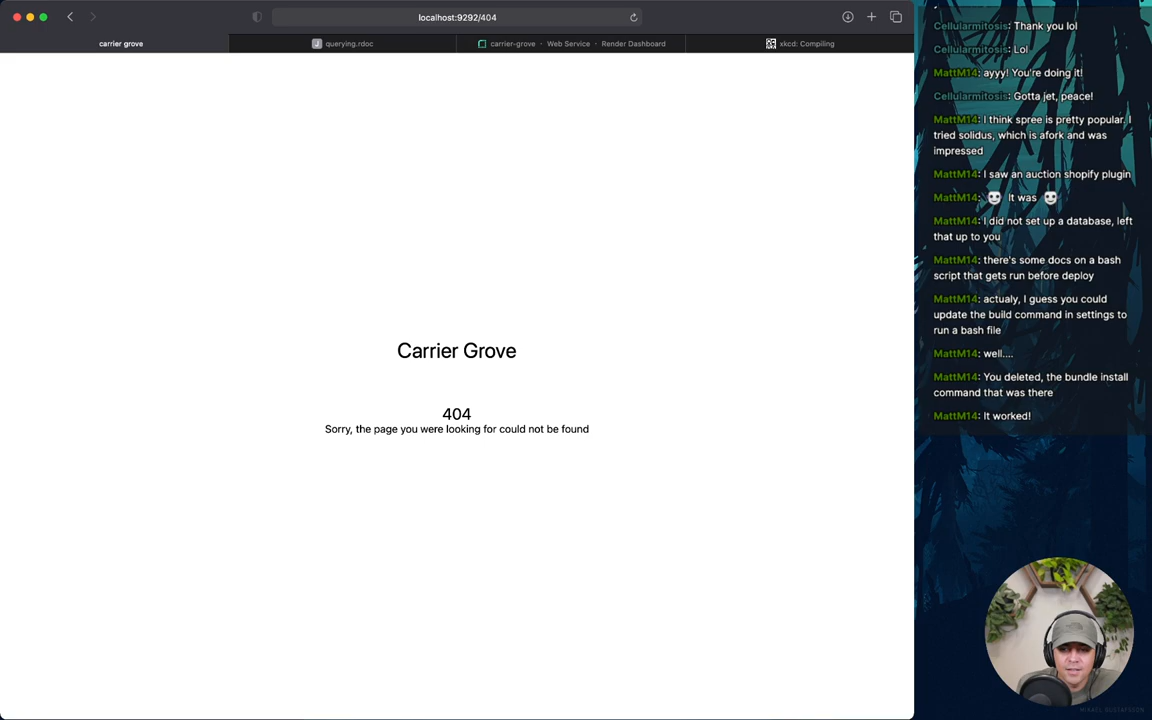 localhost:9292/404
carrier grove
querying.rdoc
carrier-grove · Web Service · Render Dashboard
xkcd: Compiling
Carrier Grove
404
Sorry, the page you were looking for could not be found
Cellularmitosis: Thank you lol
Cellularmitosis: Lol
MattM14: ayyy! You're doing it!
Cellularmitosis: Gotta jet, peace!
MattM14: I think spree is pretty popular. I
tried solidus, which is afork and was
impressed
MattM14: I saw an auction shopify plugin
MattM14: It was
MattM14: I did not set up a database, left
that up to you
MattM14: there's some docs on a bash
script that gets run before deploy
MattM14: actualy, I guess you could
update the build command in settings to
run a bash file
MattM14: well....
MattM14: You deleted, the bundle install
command that was there
MattM14: It worked!
MIKAEL GUSTAFSSON